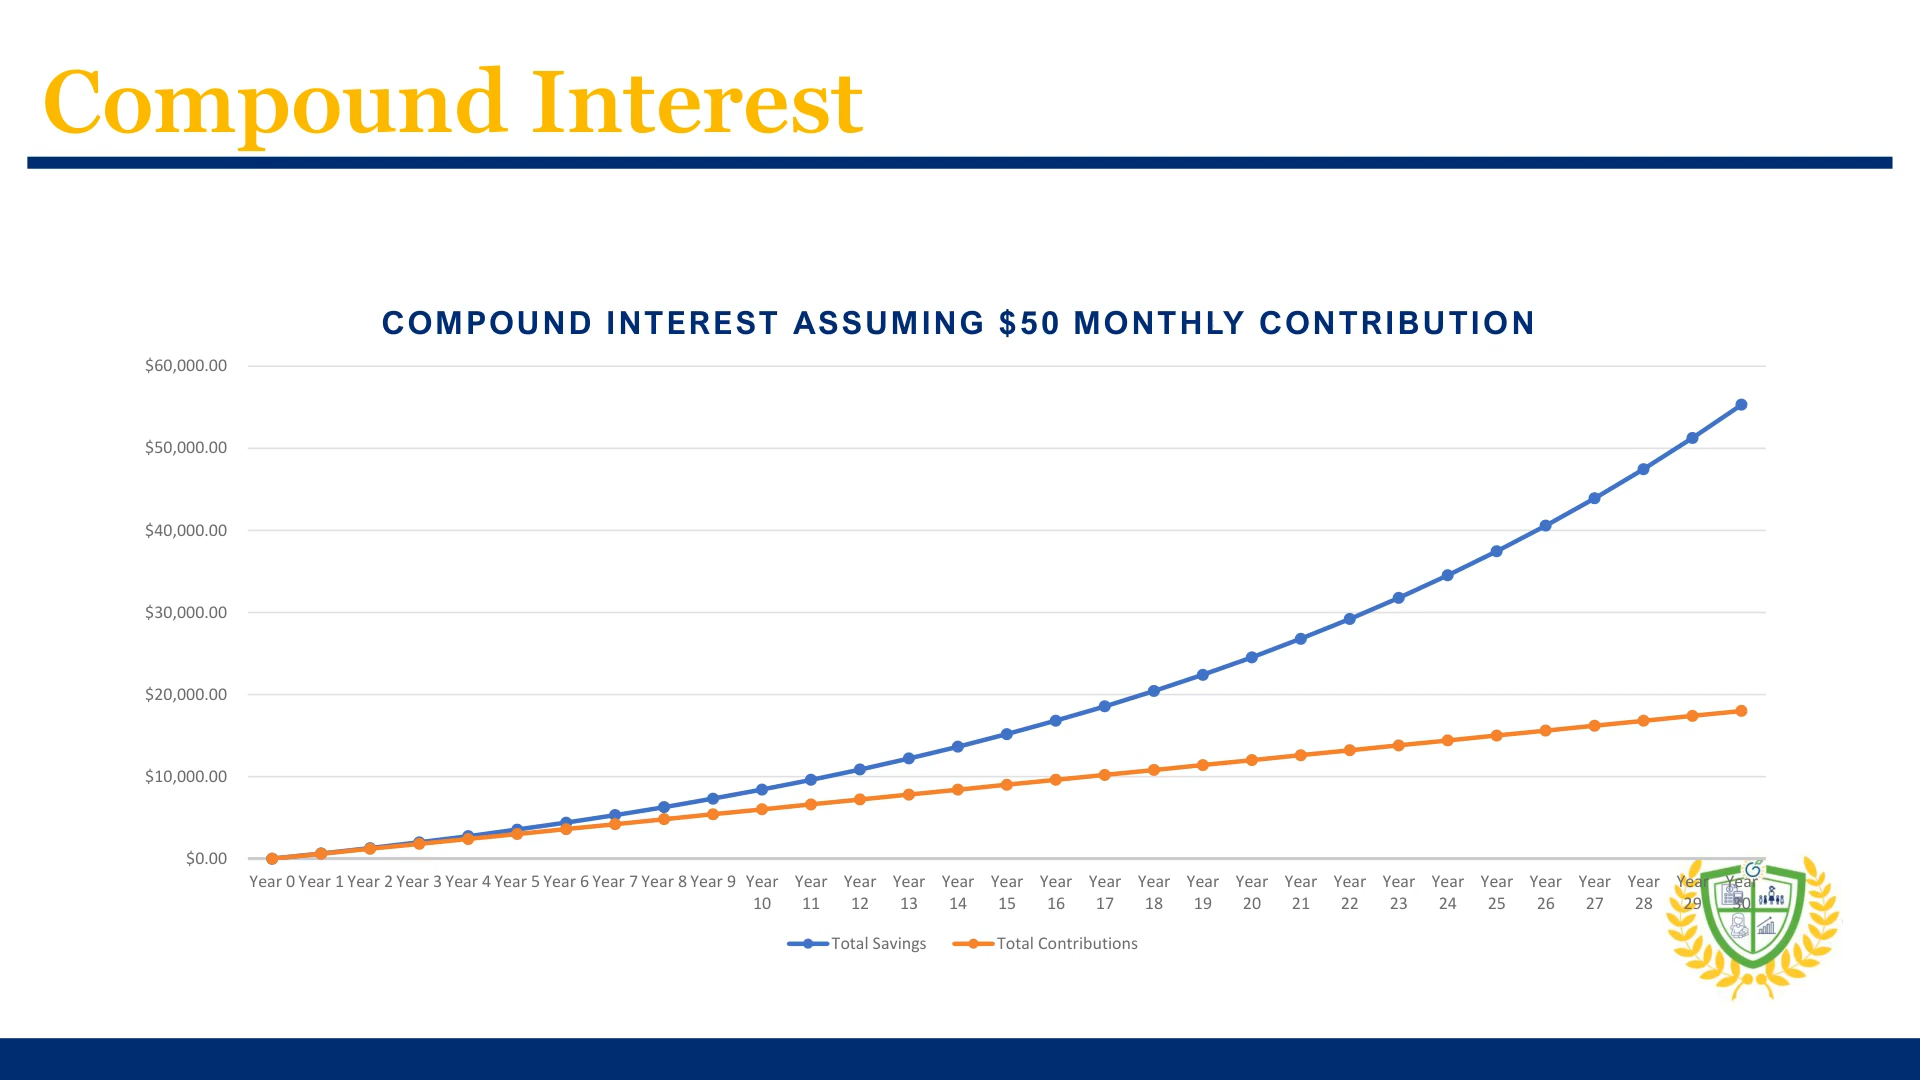 Compound Interest
COMPOUND INTEREST ASSUMING $50 MONTHLY CONTRIBUTION
$60,000.00
$50,000.00
$40,000.00
$30,000.00
$20,000.00
$10,000.00
$0.00
Year 0 Year 1 Year 2 Year 3 Year 4 Year 5 Year 6 Year 7 Year 8 Year 9 Year Year Year Year Year Year Year Year Year Year Year Year Year Year Year Year Year Year Year Year Year
10 11 12 13 14 15 16 17 18 19 20 21 22 23 24 25 26 27 28 29 30
Total Savings Total Contributions